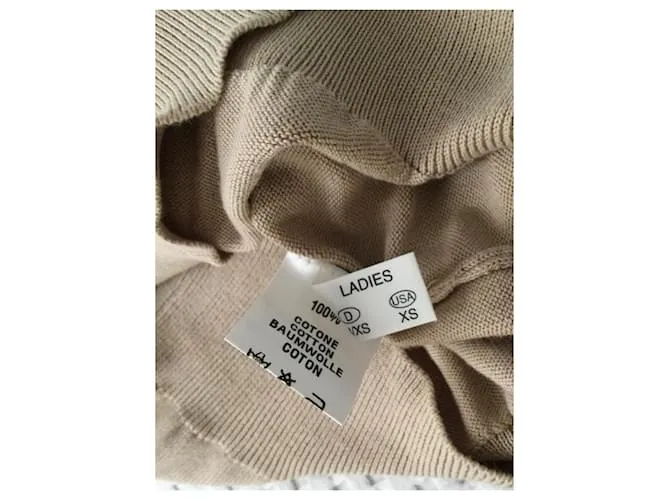 LADIES
D
USA
XS
XS
100%
COTONE
COTTON
BAUMWOLLE
COTON